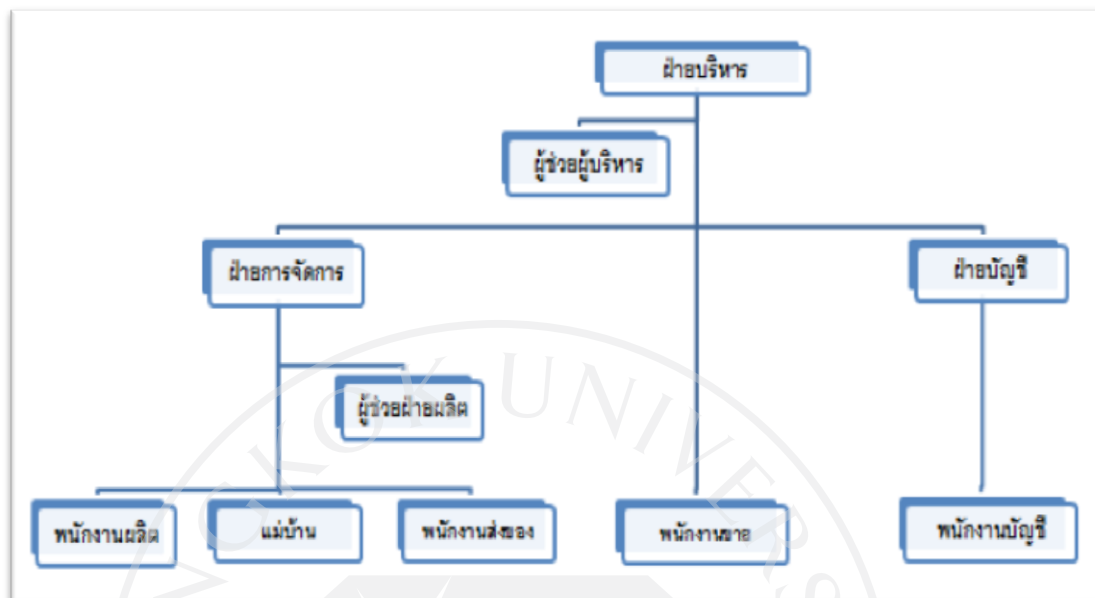 ฝ่ายบริหาร
ผู้ช่วยผู้บริหาร
ฝ่ายการจัดการ
ฝ่ายบัญชี
ผู้ช่วยฝ่ายผลิต
พนักงานผลิต
แม่บ้าน
พนักงานส่งของ
พนักงานขาย
พนักงานบัญชี
NGKOK UNIVERS